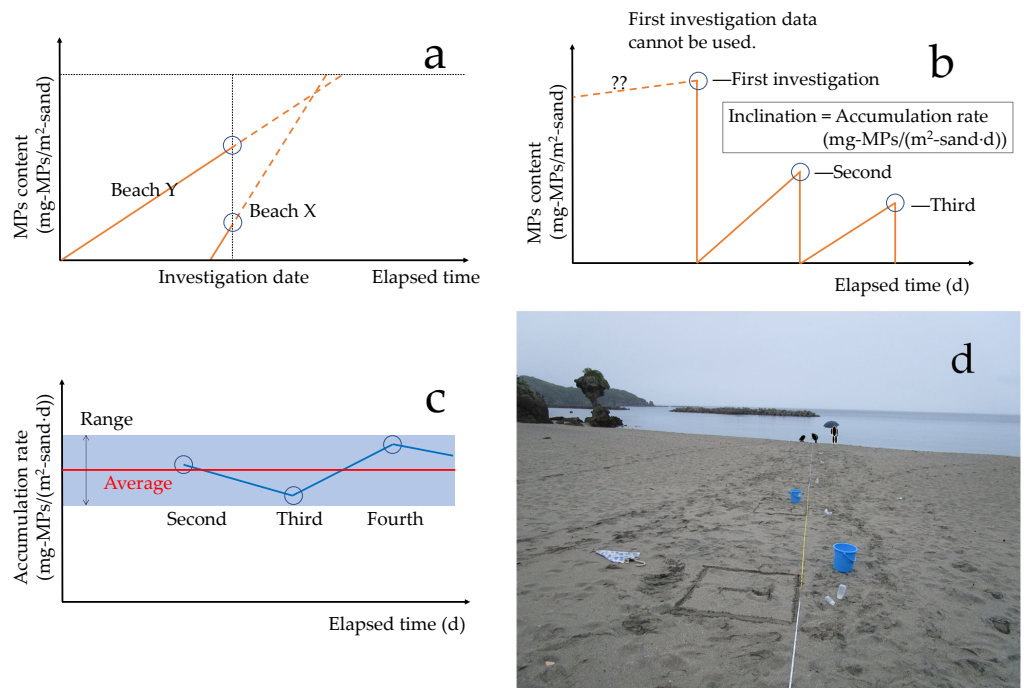 a
MPs content
(mg-MPs/m²-sand)
Beach Y
Beach X
Investigation date
Elapsed time
First investigation data
cannot be used.
b
MPs content
(mg-MPs/m²-sand)
??
—First investigation
Inclination = Accumulation rate
(mg-MPs/(m²-sand·d))
—Second
—Third
Elapsed time (d)
c
Accumulation rate
(mg-MPs/(m²-sand·d))
Range
Average
Second
Third
Fourth
Elapsed time (d)
d